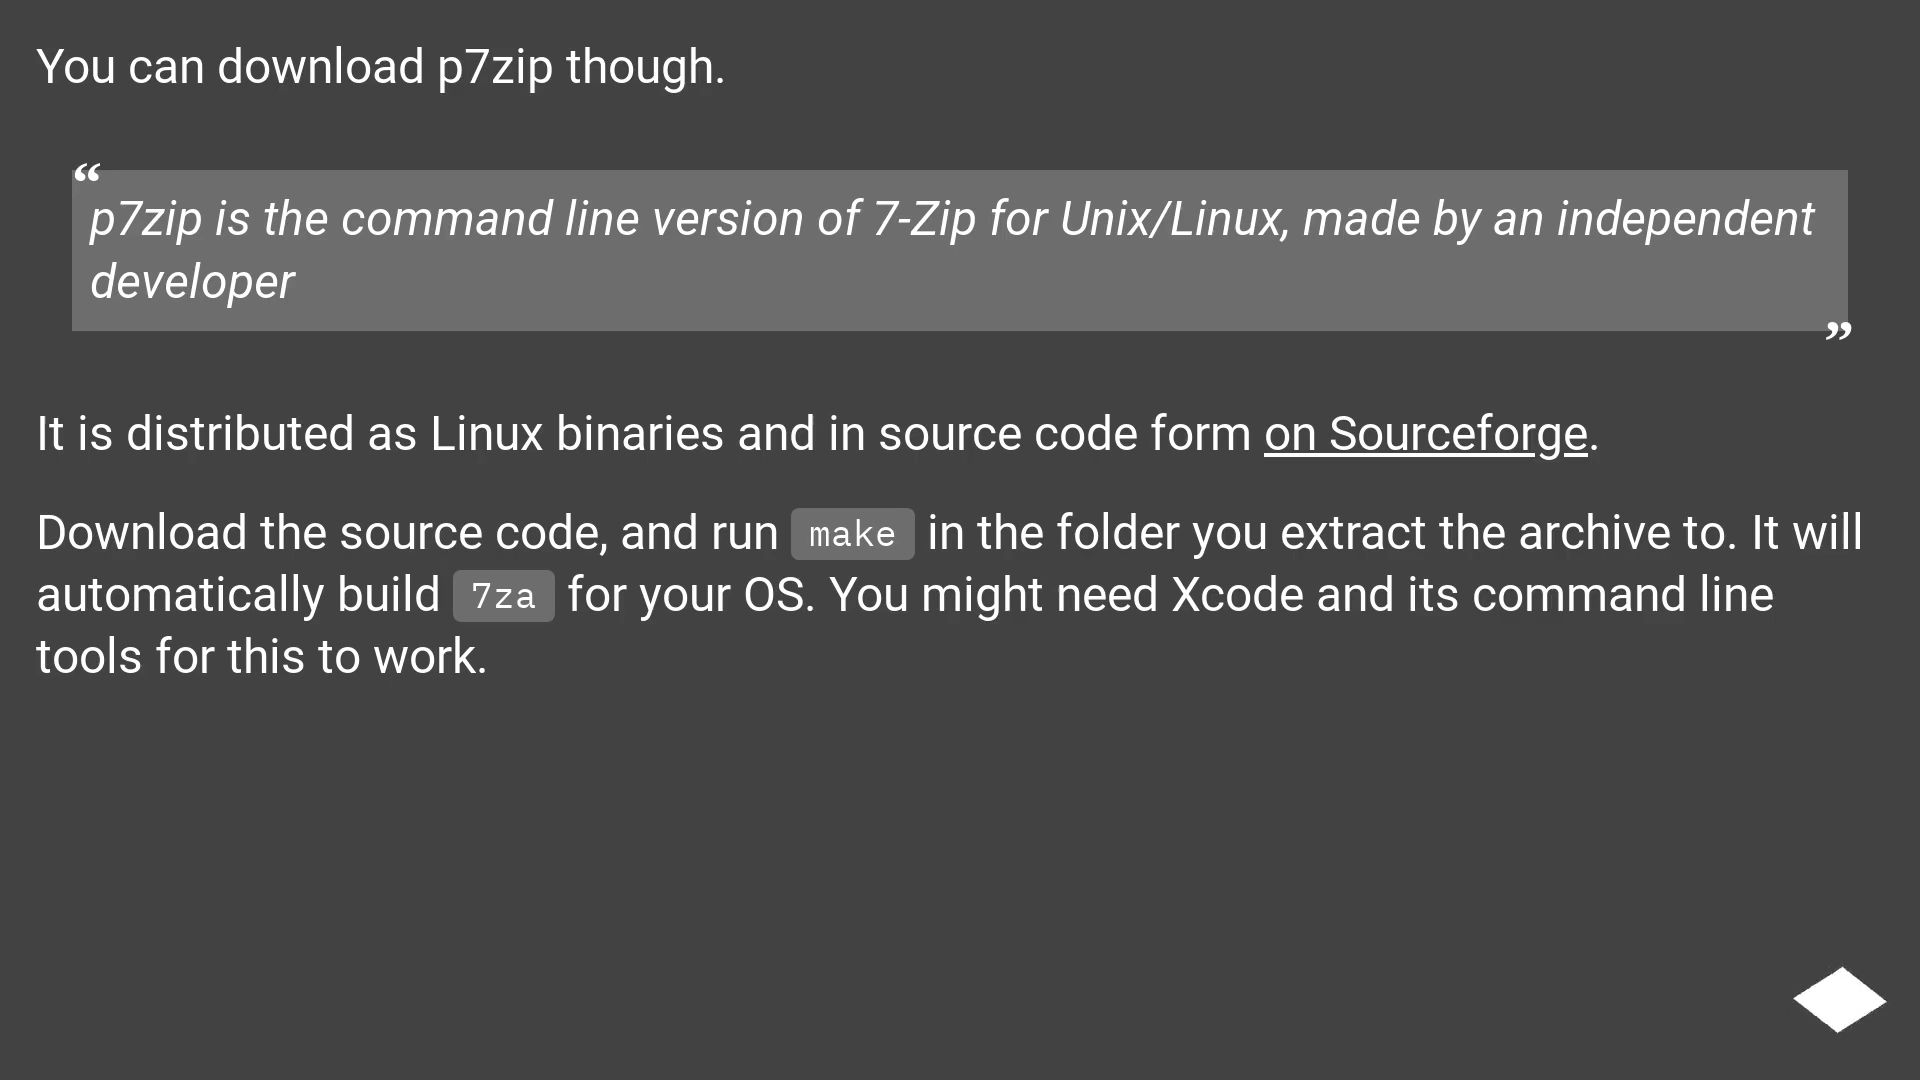 You can download p7zip though.
“
p7zip is the command line version of 7-Zip for Unix/Linux, made by an independent
developer
”
It is distributed as Linux binaries and in source code form on Sourceforge.
Download the source code, and run make in the folder you extract the archive to. It will
automatically build 7za for your OS. You might need Xcode and its command line
tools for this to work.